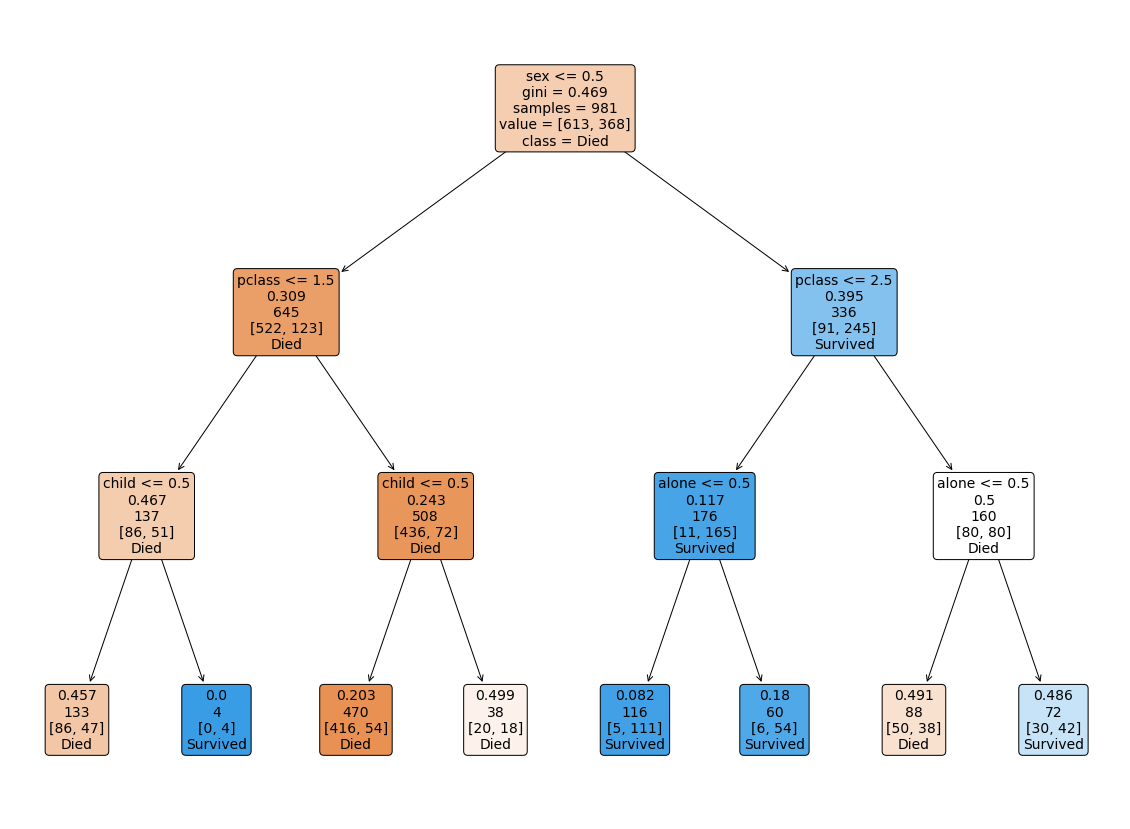 sex <= 0.5
gini = 0.469
samples = 981
value = [613, 368]
class = Died
pclass <= 1.5
0.309
645
[522, 123]
Died
pclass <= 2.5
0.395
336
[91, 245]
Survived
child <= 0.5
0.467
137
[86, 51]
Died
child <= 0.5
0.243
508
[436, 72]
Died
alone <= 0.5
0.117
176
[11, 165]
Survived
alone <= 0.5
0.5
160
[80, 80]
Died
0.457
133
[86, 47]
Died
0.0
4
[0, 4]
Survived
0.203
470
[416, 54]
Died
0.499
38
[20, 18]
Died
0.082
116
[5, 111]
Survived
0.18
60
[6, 54]
Survived
0.491
88
[50, 38]
Died
0.486
72
[30, 42]
Survived